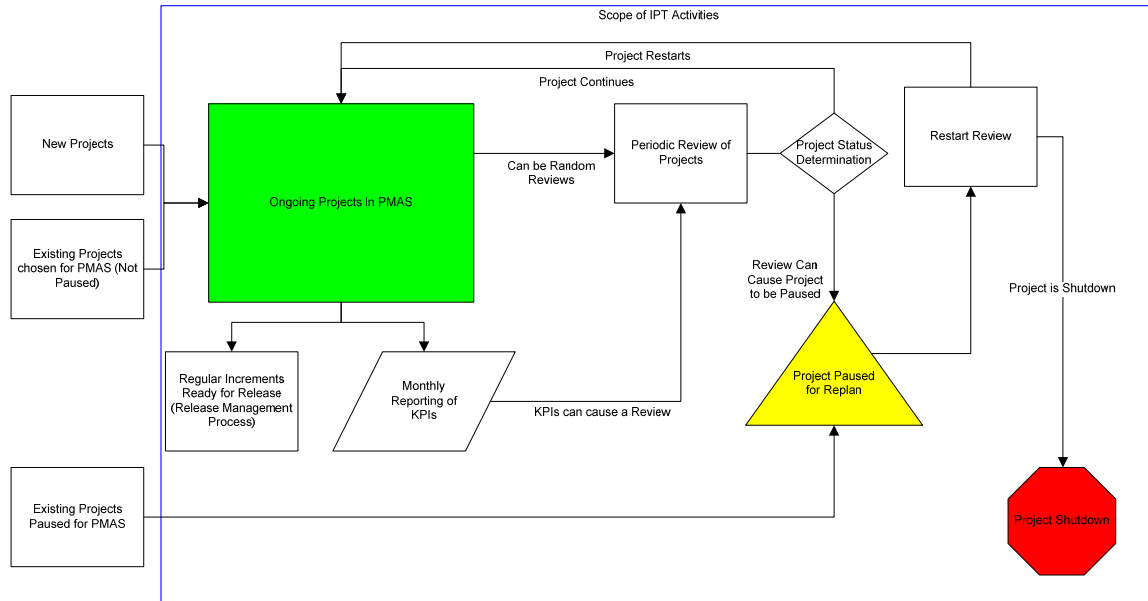 Scope of IPT Activities
Project Restarts
Project Continues
New Projects
Ongoing Projects In PMAS
Can be Random
Reviews
Periodic Review of
Projects
Project Status
Determination
Restart Review
Existing Projects
chosen for PMAS (Not
Paused)
Review Can
Cause Project
to be Paused
Project is Shutdown
Regular Increments
Ready for Release
(Release Management
Process)
Monthly
Reporting of
KPIs
KPIs can cause a Review
Project Paused
for Replan
Existing Projects
Paused for PMAS
Project Shutdown